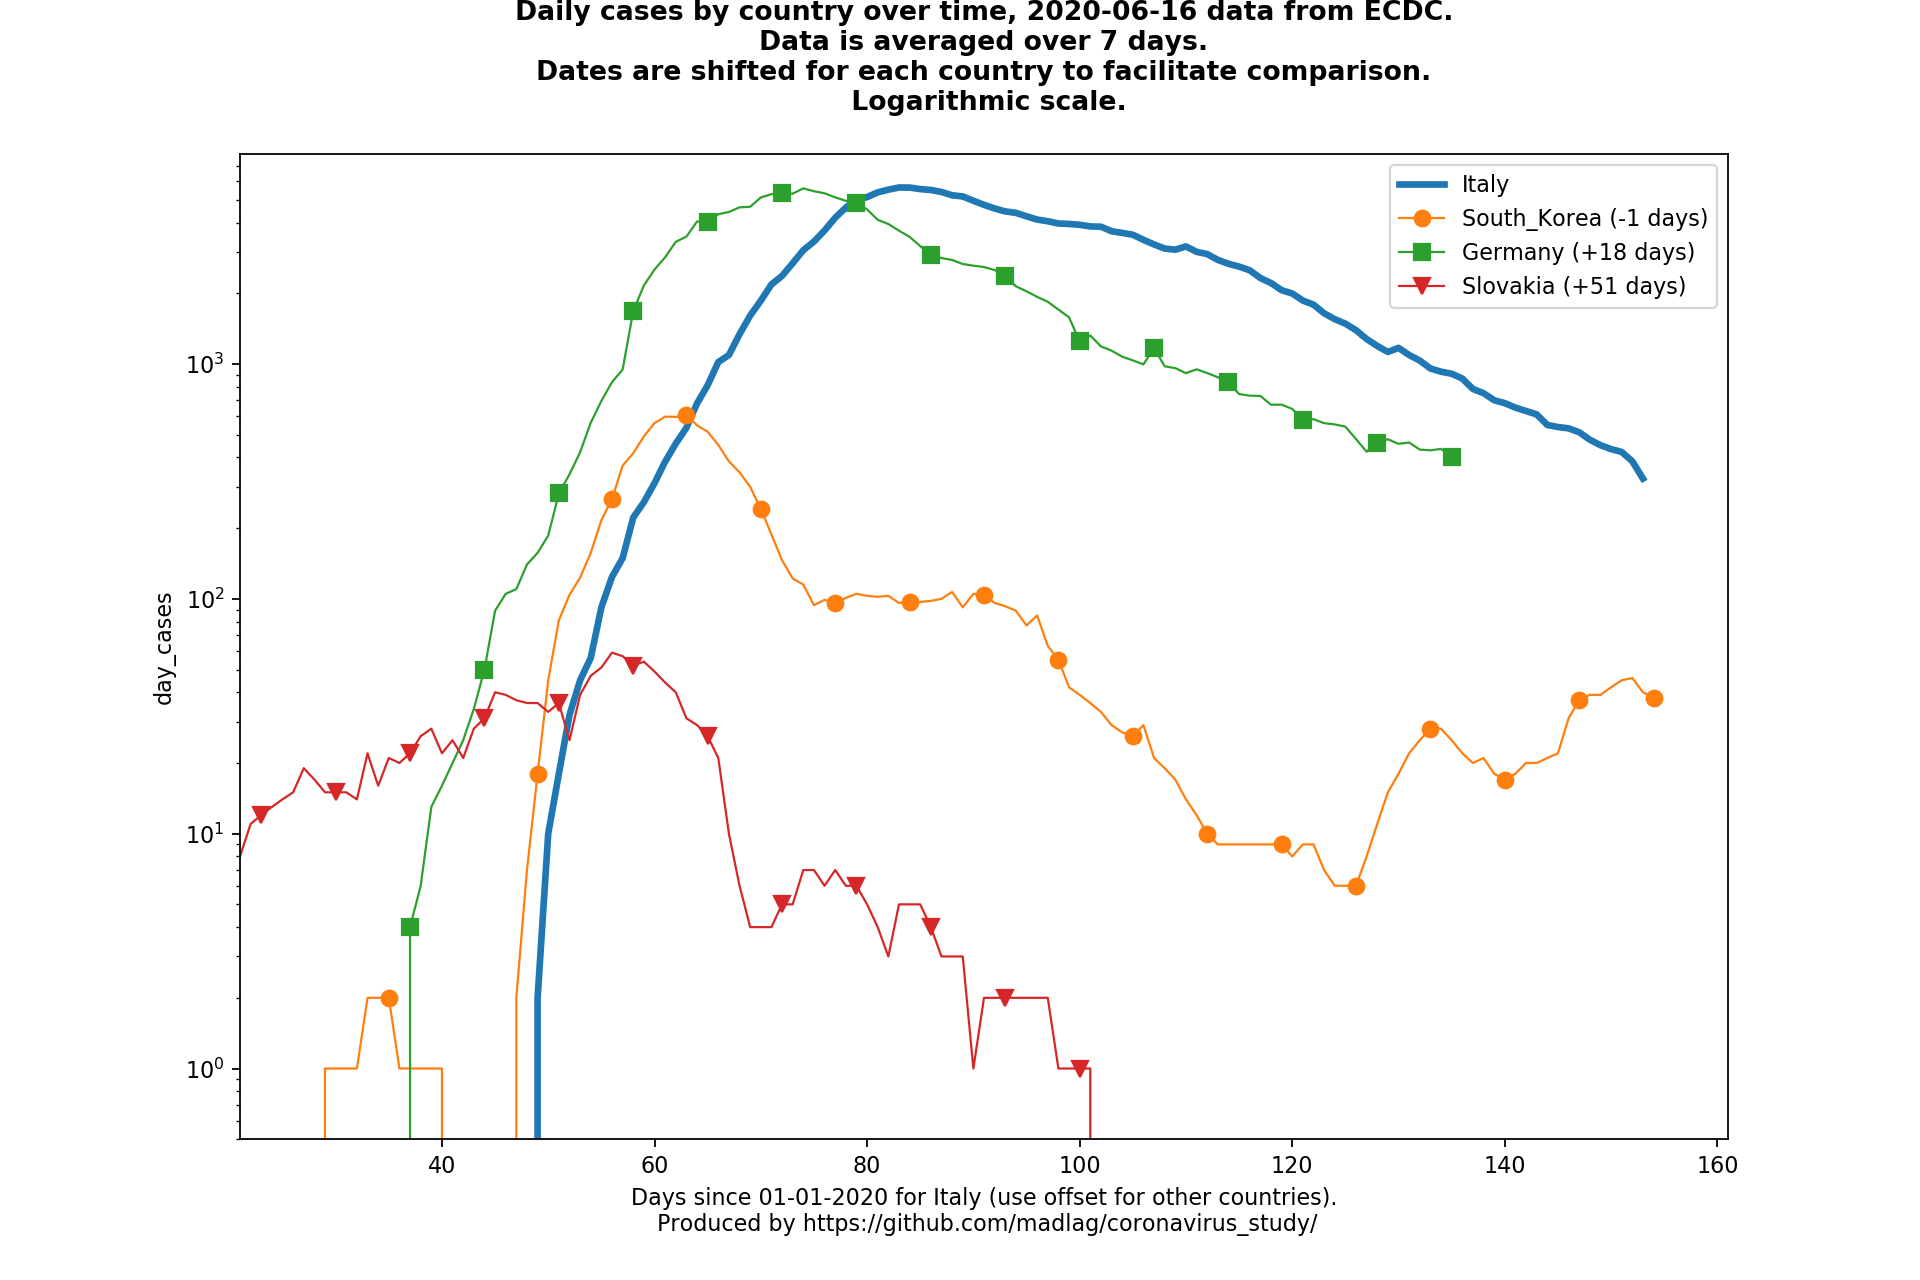 Daily cases by country over time, 2020-06-16 data from ECDC.
Data is averaged over 7 days.
Dates are shifted for each country to facilitate comparison.
Logarithmic scale.
Italy
South_Korea (-1 days)
Germany (+18 days)
Slovakia (+51 days)
day_cases
10³
10²
10¹
10⁰
40 60 80 100 120 140 160
Days since 01-01-2020 for Italy (use offset for other countries).
Produced by https://github.com/madlag/coronavirus_study/